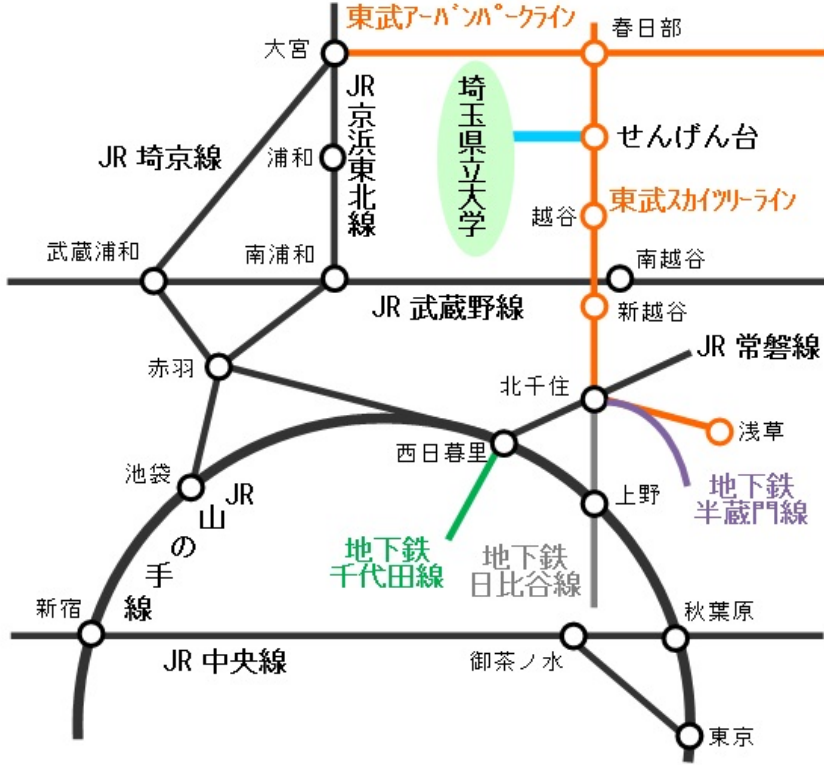 東武アーバンパークライン
春日部
大宮
JR京浜東北線
埼玉県立大学
せんげん台
JR 埼京線
浦和
越谷
東武スカイツリーライン
武蔵浦和
南浦和
南越谷
JR 武蔵野線
新越谷
JR 常磐線
赤羽
北千住
浅草
西日暮里
池袋
JR山の手線
上野
地下鉄
半蔵門線
地下鉄
千代田線
地下鉄
日比谷線
新宿
秋葉原
JR 中央線
御茶ノ水
東京